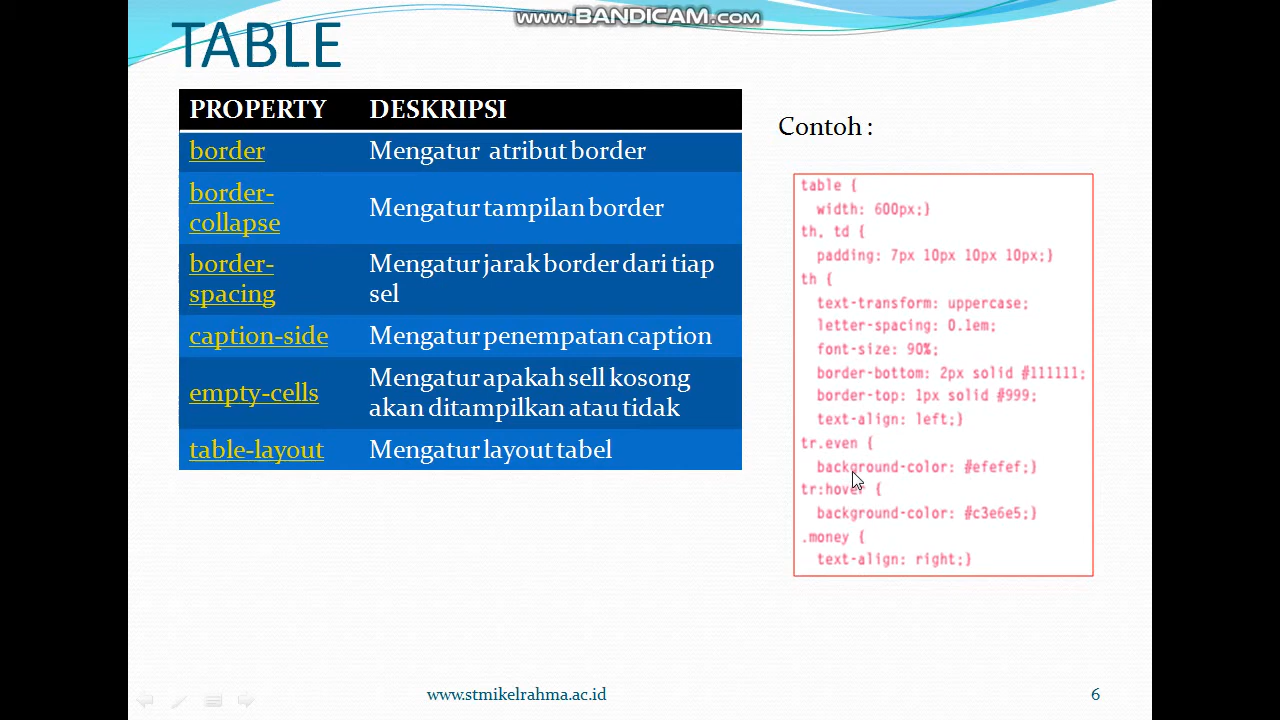 www.BANDICAM.com
TABLE
PROPERTY DESKRIPSI
border Mengatur atribut border
border-
collapse
Mengatur tampilan border
border-
spacing
Mengatur jarak border dari tiap
sel
caption-side Mengatur penempatan caption
empty-cells
Mengatur apakah sell kosong
akan ditampilkan atau tidak
table-layout Mengatur layout tabel
Contoh :
table {
width: 600px;}
th, td {
padding: 7px 10px 10px 10px;}
th {
text-transform: uppercase;
letter-spacing: 0.1em;
font-size: 90%;
border-bottom: 2px solid #111111;
border-top: 1px solid #999;
text-align: left;}
tr.even {
background-color: #efefef;}
tr:hover {
background-color: #c3e6e5;}
.money {
text-align: right;}
www.stmikelrahma.ac.id
6